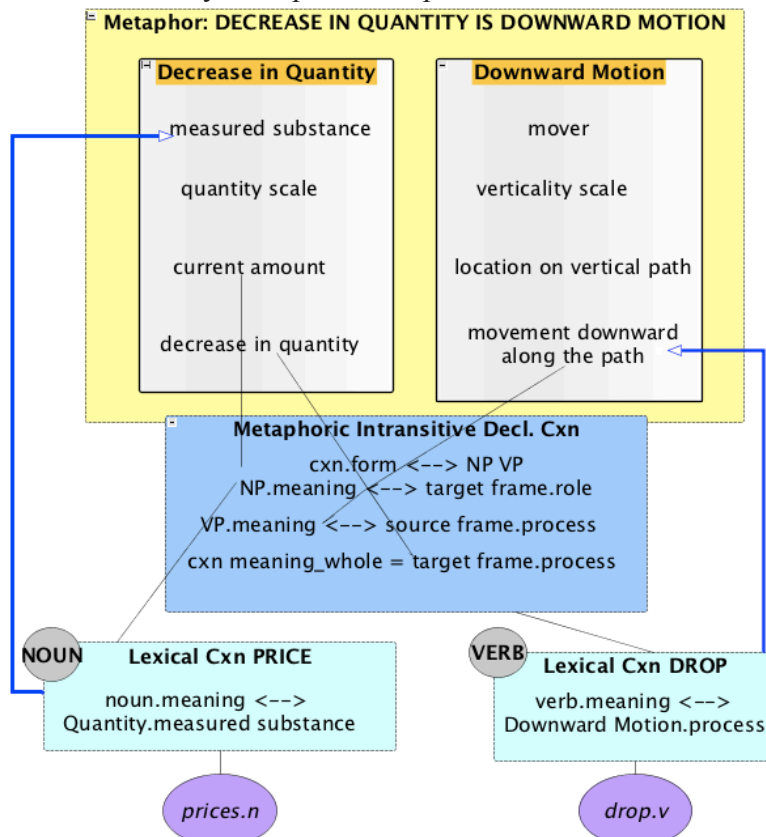 Metaphor: DECREASE IN QUANTITY IS DOWNWARD MOTION
Decrease in Quantity
measured substance
quantity scale
current amount
decrease in quantity
Downward Motion
mover
verticality scale
location on vertical path
movement downward
along the path
Metaphoric Intransitive Decl. Cxn
cxn.form <--> NP VP
NP.meaning <--> target frame.role
VP.meaning <--> source frame.process
cxn meaning_whole = target frame.process
NOUN
Lexical Cxn PRICE
noun.meaning <-->
Quantity.measured substance
prices.n
VERB
Lexical Cxn DROP
verb.meaning <-->
Downward Motion.process
drop.v